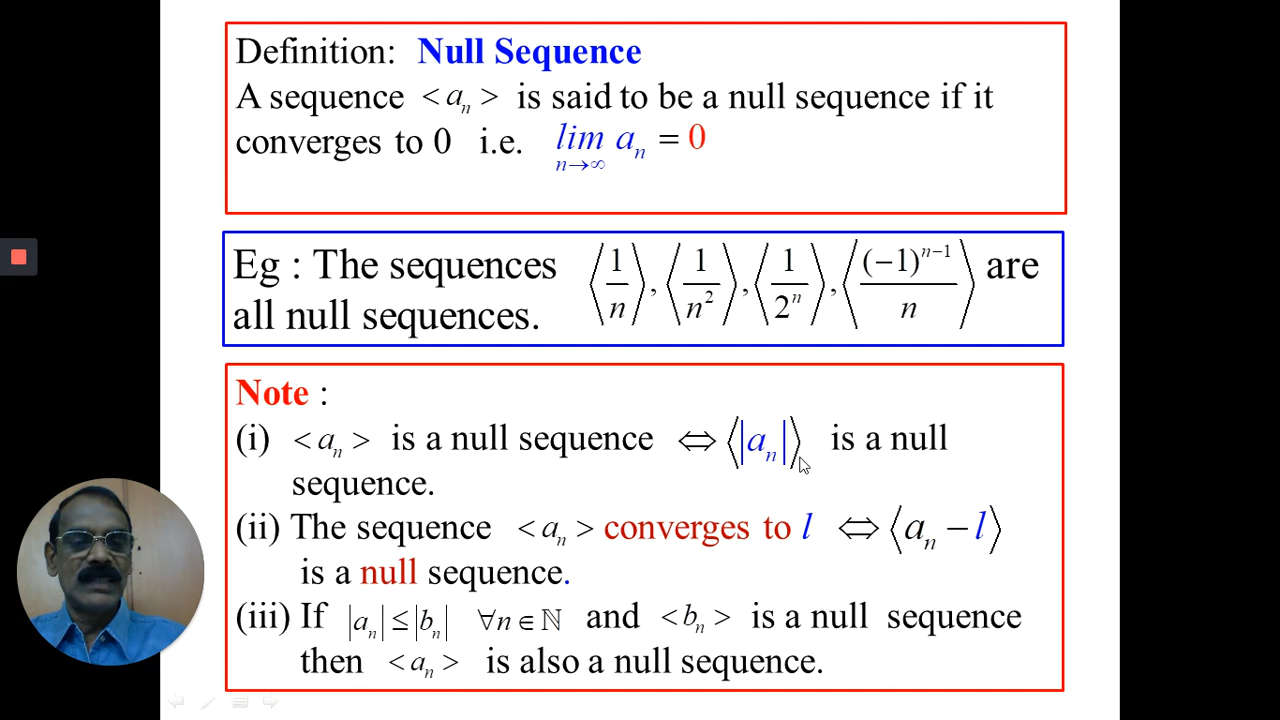 Definition: Null Sequence
A sequence < aₙ > is said to be a null sequence if it
converges to 0 i.e. lim_{n→∞} aₙ = 0
Eg : The sequences ⟨1/n⟩, ⟨1/n²⟩, ⟨1/2ⁿ⟩, ⟨(−1)ⁿ⁻¹/n⟩ are
all null sequences.
Note :
(i) < aₙ > is a null sequence ⇔ ⟨|aₙ|⟩ is a null
sequence.
(ii) The sequence < aₙ > converges to l ⇔ ⟨aₙ − l⟩
is a null sequence.
(iii) If |aₙ| ≤ |bₙ| ∀n ∈ ℕ and < bₙ > is a null sequence
then < aₙ > is also a null sequence.